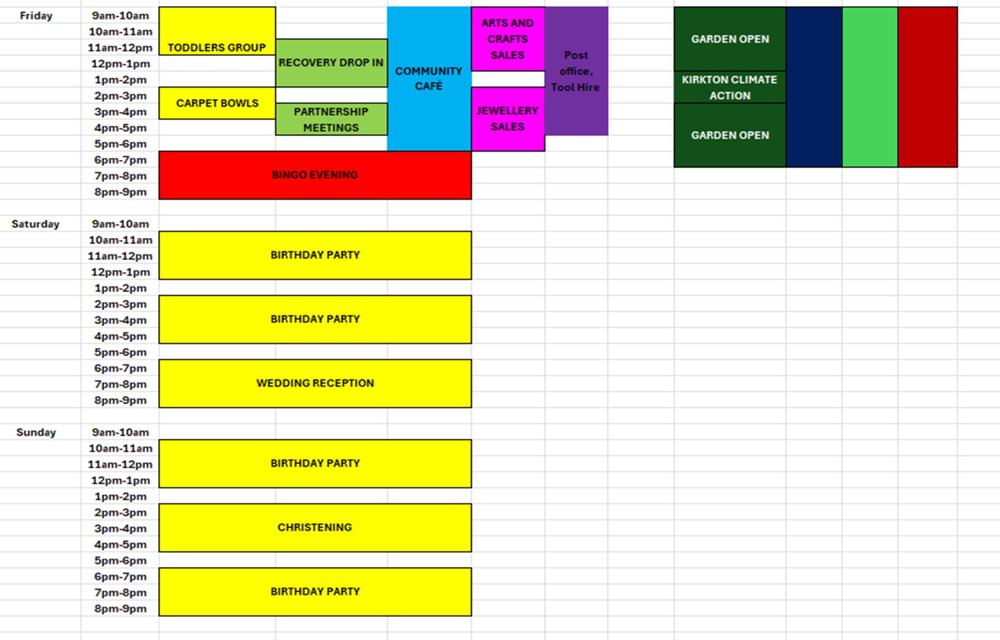 Friday
9am-10am
10am-11am
11am-12pm
12pm-1pm
1pm-2pm
2pm-3pm
3pm-4pm
4pm-5pm
5pm-6pm
6pm-7pm
7pm-8pm
8pm-9pm
TODDLERS GROUP
CARPET BOWLS
RECOVERY DROP IN
PARTNERSHIP
MEETINGS
COMMUNITY
CAFÉ
ARTS AND
CRAFTS
SALES
JEWELLERY
SALES
Post
office,
Tool Hire
GARDEN OPEN
KIRKTON CLIMATE
ACTION
GARDEN OPEN
BINGO EVENING
Saturday
9am-10am
10am-11am
11am-12pm
12pm-1pm
1pm-2pm
2pm-3pm
3pm-4pm
4pm-5pm
5pm-6pm
6pm-7pm
7pm-8pm
8pm-9pm
BIRTHDAY PARTY
BIRTHDAY PARTY
WEDDING RECEPTION
Sunday
9am-10am
10am-11am
11am-12pm
12pm-1pm
1pm-2pm
2pm-3pm
3pm-4pm
4pm-5pm
5pm-6pm
6pm-7pm
7pm-8pm
8pm-9pm
BIRTHDAY PARTY
CHRISTENING
BIRTHDAY PARTY